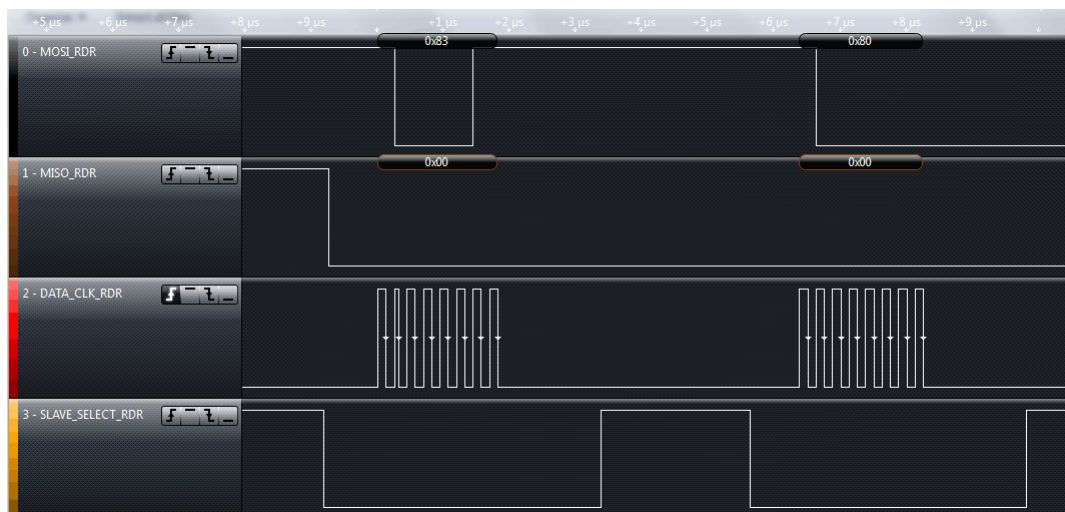 +5 µs +6 µs +7 µs +8 µs +9 µs +1 µs +2 µs +3 µs +4 µs +5 µs +6 µs +7 µs +8 µs +9 µs
0x83 0x80
0 - MOSI_RDR
0x00 0x00
1 - MISO_RDR
2 - DATA_CLK_RDR
3 - SLAVE_SELECT_RDR